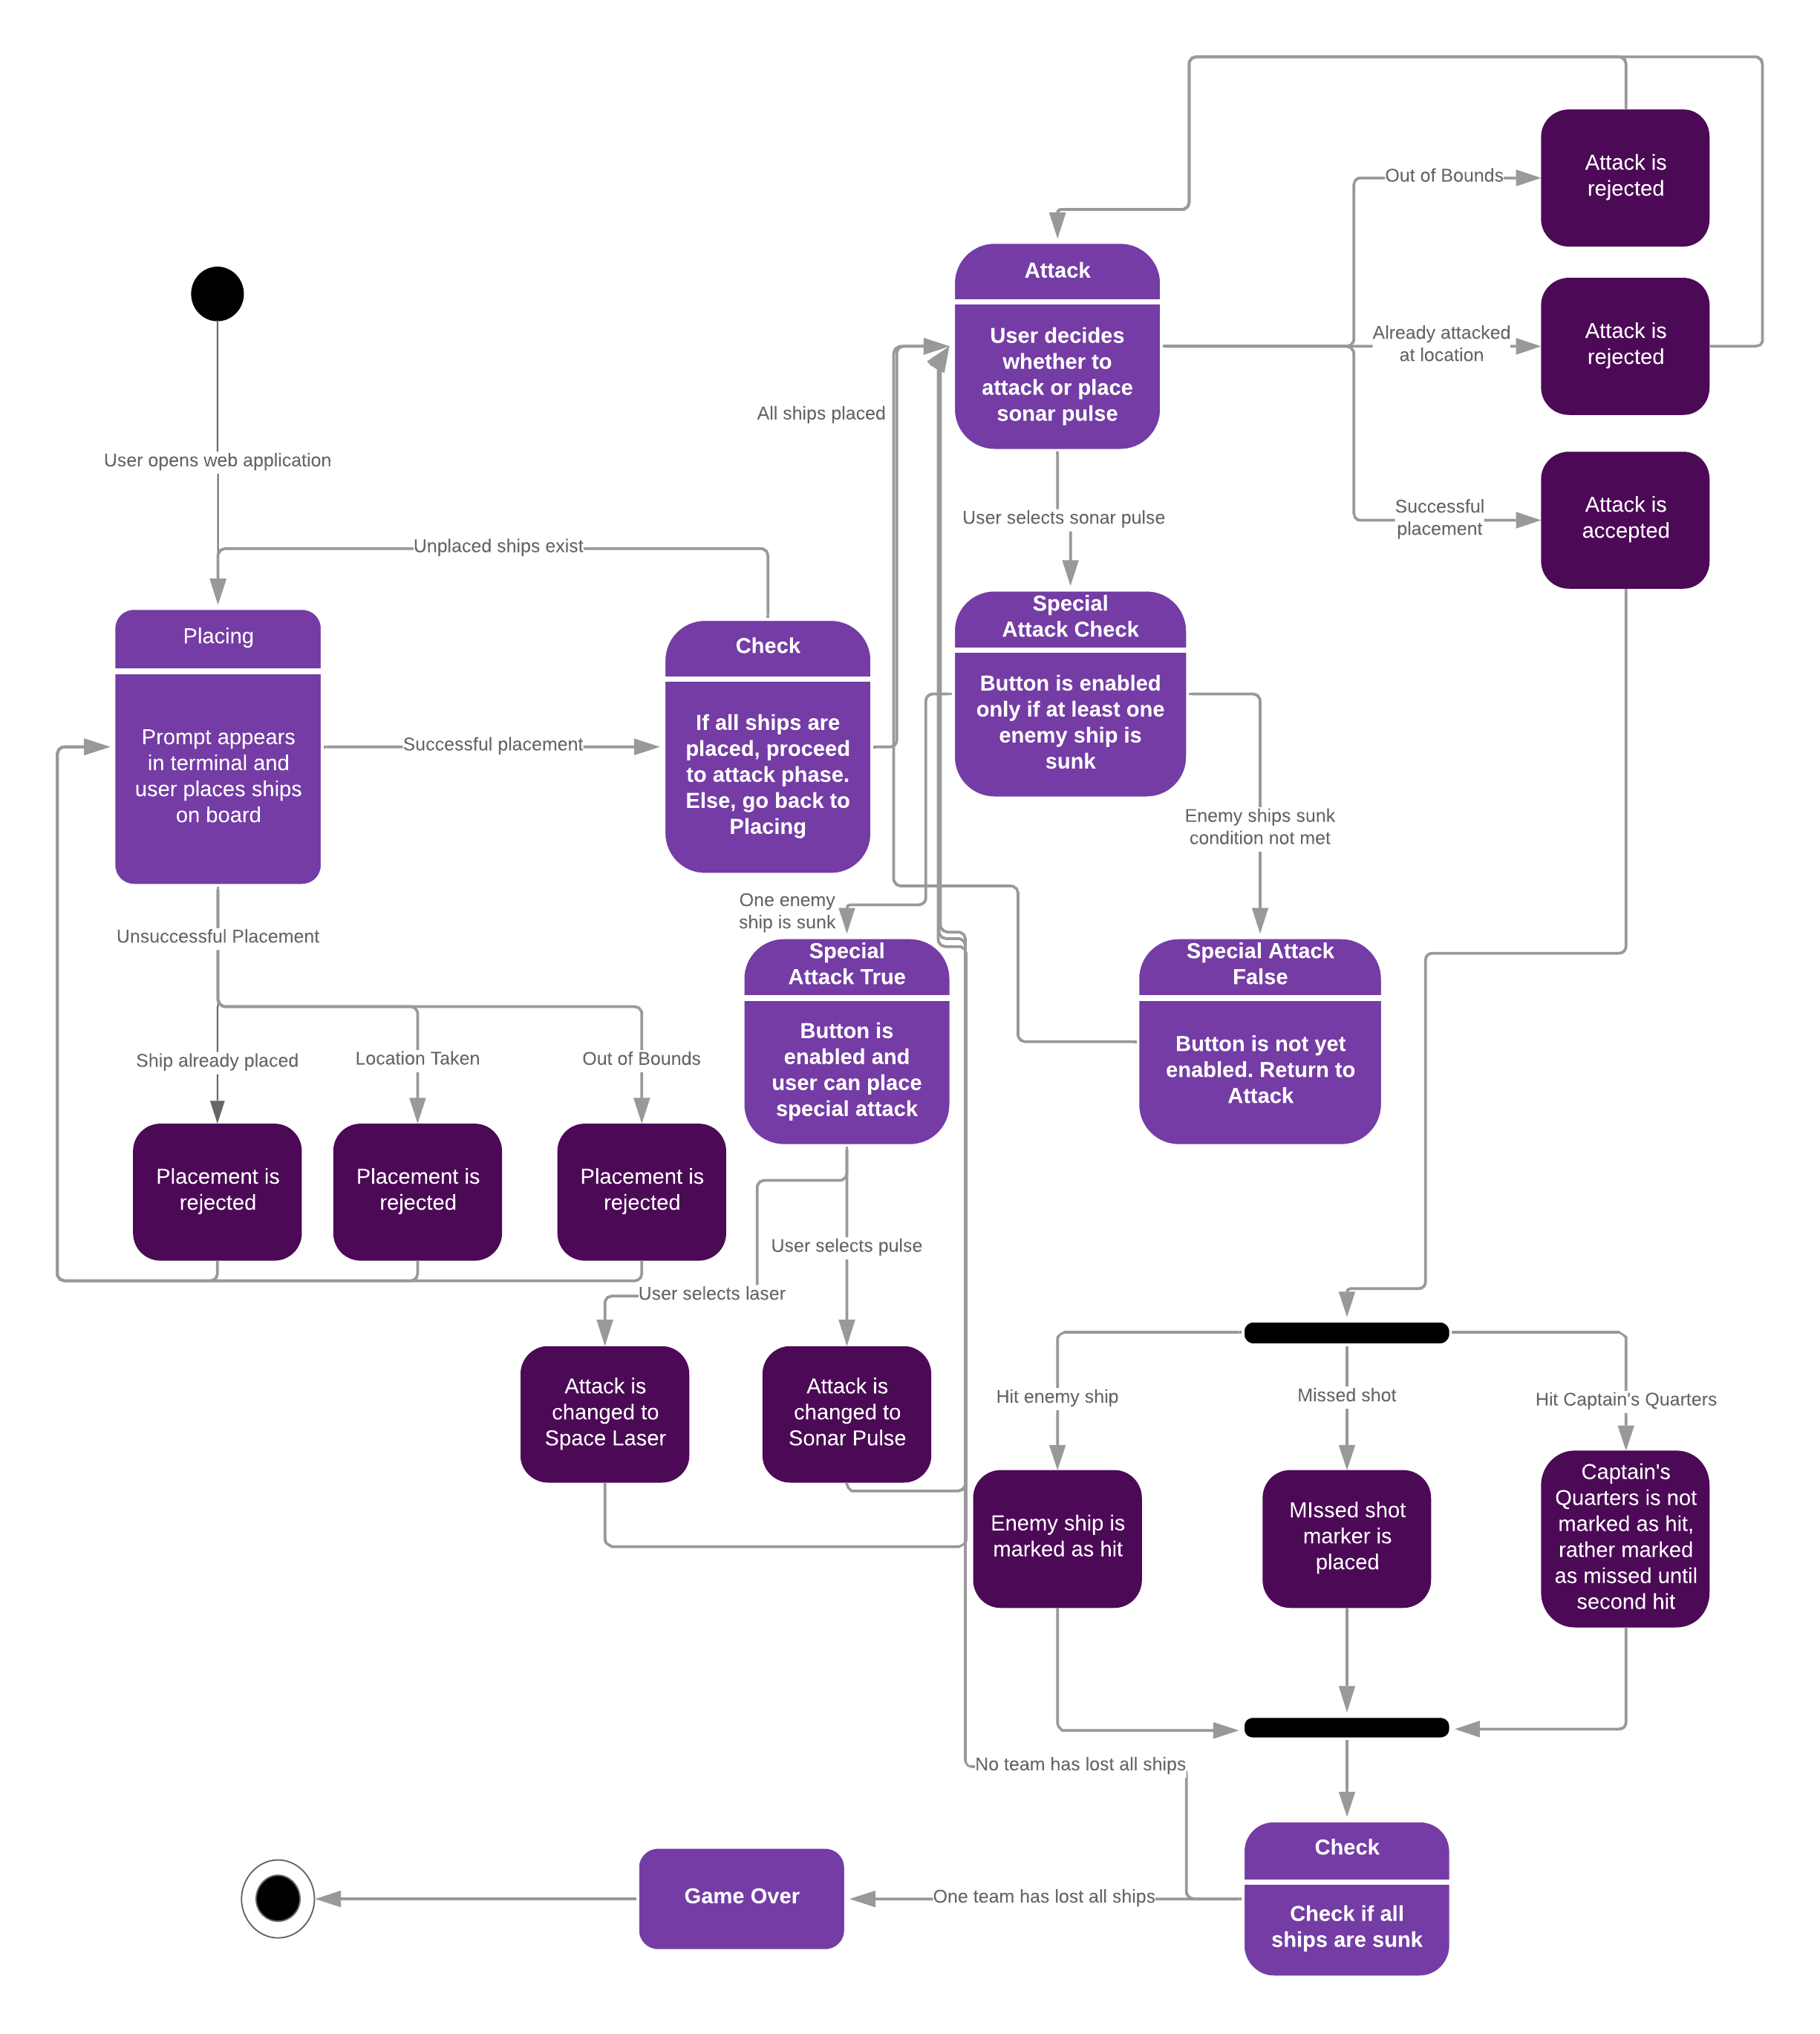 Out of Bounds
Attack is
rejected
Attack
User decides
whether to
attack or place
sonar pulse
Already attacked
at location
Attack is
rejected
All ships placed
User opens web application
Successful
placement
Attack is
accepted
User selects sonar pulse
Unplaced ships exist
Placing
Prompt appears
in terminal and
user places ships
on board
Successful placement
Check
If all ships are
placed, proceed
to attack phase.
Else, go back to
Placing
Special
Attack Check
Button is enabled
only if at least one
enemy ship is
sunk
Enemy ships sunk
condition not met
One enemy
ship is sunk
Unsuccessful Placement
Special
Attack True
Button is
enabled and
user can place
special attack
Special Attack
False
Button is not yet
enabled. Return to
Attack
Ship already placed
Location Taken
Out of Bounds
Placement is
rejected
Placement is
rejected
Placement is
rejected
User selects pulse
User selects laser
Attack is
changed to
Space Laser
Attack is
changed to
Sonar Pulse
Hit enemy ship
Missed shot
Hit Captain's Quarters
Enemy ship is
marked as hit
MIssed shot
marker is
placed
Captain's
Quarters is not
marked as hit,
rather marked
as missed until
second hit
No team has lost all ships
Check
Check if all
ships are sunk
One team has lost all ships
Game Over